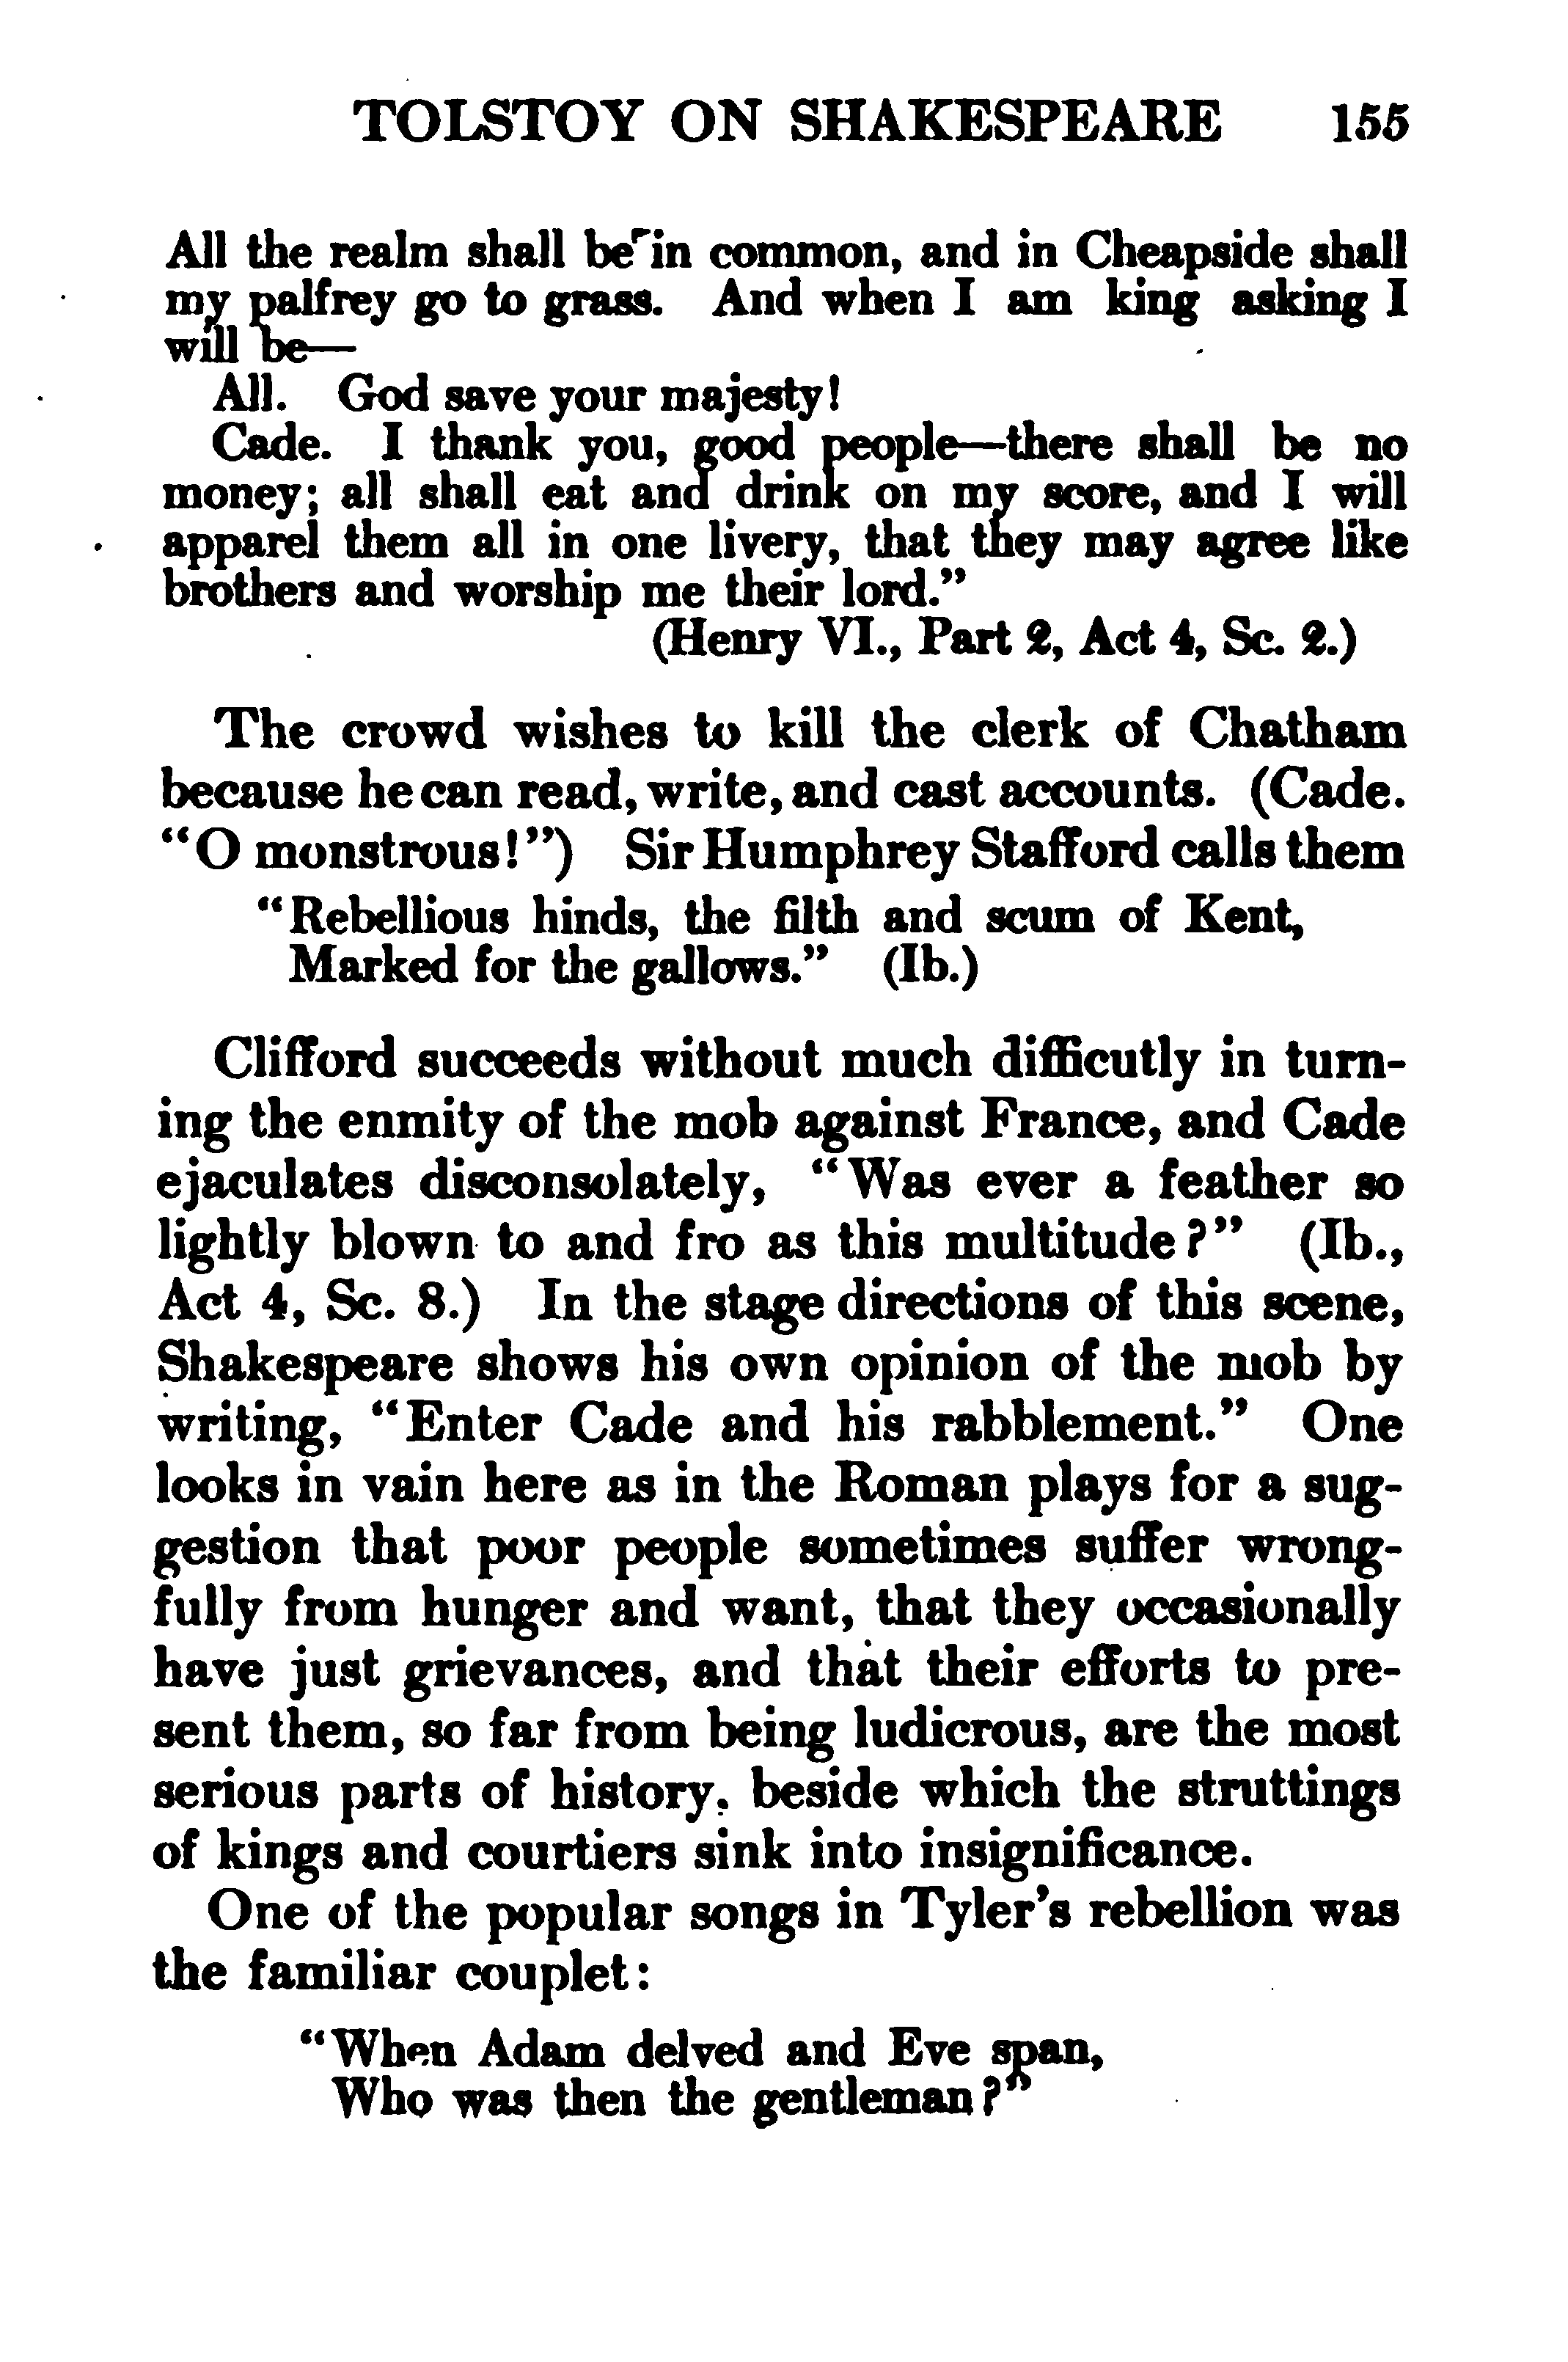 TOLSTOY ON SHAKESPEARE 155
All the realm shall be in common, and in Cheapside shall
my palfrey go to grass. And when I am king asking I
will be—
All. God save your majesty!
Cade. I thank you, good people—there shall be no
money; all shall eat and drink on my score, and I will
apparel them all in one livery, that they may agree like
brothers and worship me their lord.”
(Henry VI., Part 2, Act 4, Sc. 2.)
The crowd wishes to kill the clerk of Chatham
because he can read, write, and cast accounts. (Cade.
“O monstrous!”) Sir Humphrey Stafford calls them
“Rebellious hinds, the filth and scum of Kent,
Marked for the gallows.” (Ib.)
Clifford succeeds without much difficutly in turn-
ing the enmity of the mob against France, and Cade
ejaculates disconsolately, “Was ever a feather so
lightly blown to and fro as this multitude?” (Ib.,
Act 4, Sc. 8.) In the stage directions of this scene,
Shakespeare shows his own opinion of the mob by
writing, “Enter Cade and his rabblement.” One
looks in vain here as in the Roman plays for a sug-
gestion that poor people sometimes suffer wrong-
fully from hunger and want, that they occasionally
have just grievances, and that their efforts to pre-
sent them, so far from being ludicrous, are the most
serious parts of history, beside which the struttings
of kings and courtiers sink into insignificance.
One of the popular songs in Tyler’s rebellion was
the familiar couplet:
“When Adam delved and Eve span,
Who was then the gentleman?”